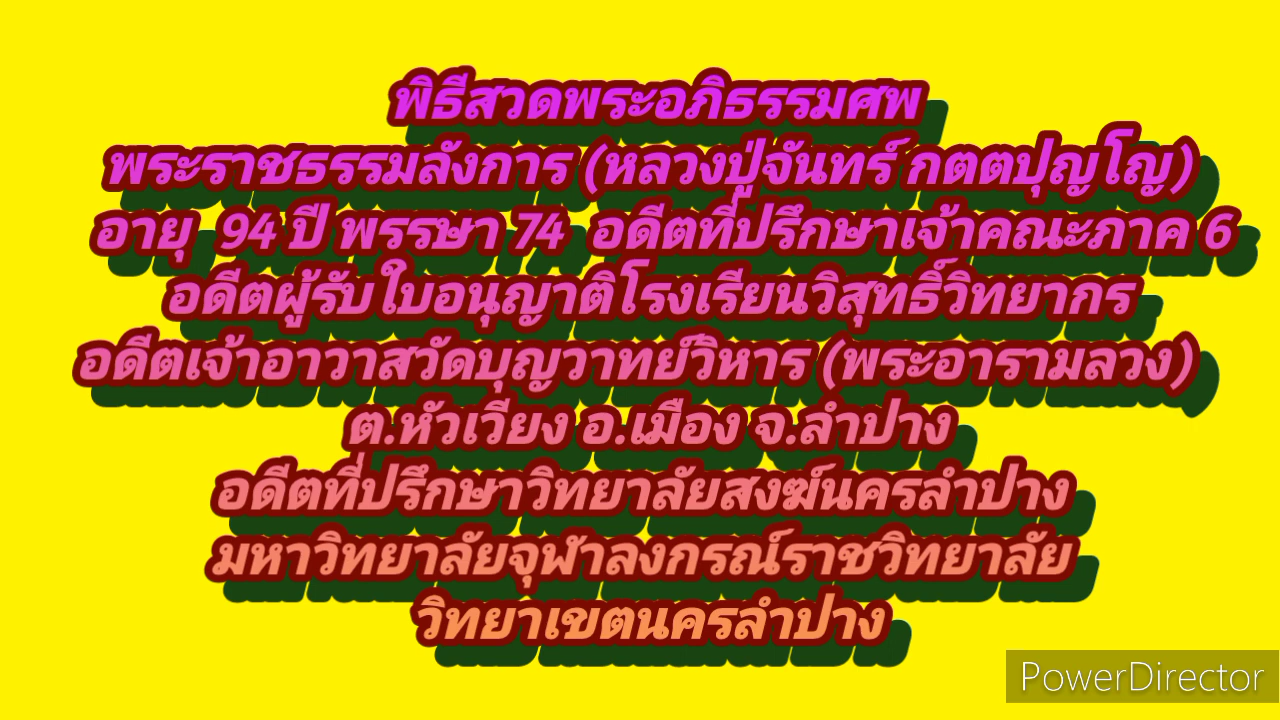 พิธีสวดพระอภิธรรมศพ
พระราชธรรมลังการ (หลวงปู่จันทร์ กตตปุญโญ)
อายุ 94 ปี พรรษา 74 อดีตที่ปรึกษาเจ้าคณะภาค 6
อดีตผู้รับใบอนุญาติโรงเรียนวิสุทธิ์วิทยากร
อดีตเจ้าอาวาสวัดบุญวาทย์วิหาร (พระอารามลวง)
ต.หัวเวียง อ.เมือง จ.ลำปาง
อดีตที่ปรึกษาวิทยาลัยสงฆ์นครลำปาง
มหาวิทยาลัยจุฬาลงกรณ์ราชวิทยาลัย
วิทยาเขตนครลำปาง
PowerDirector